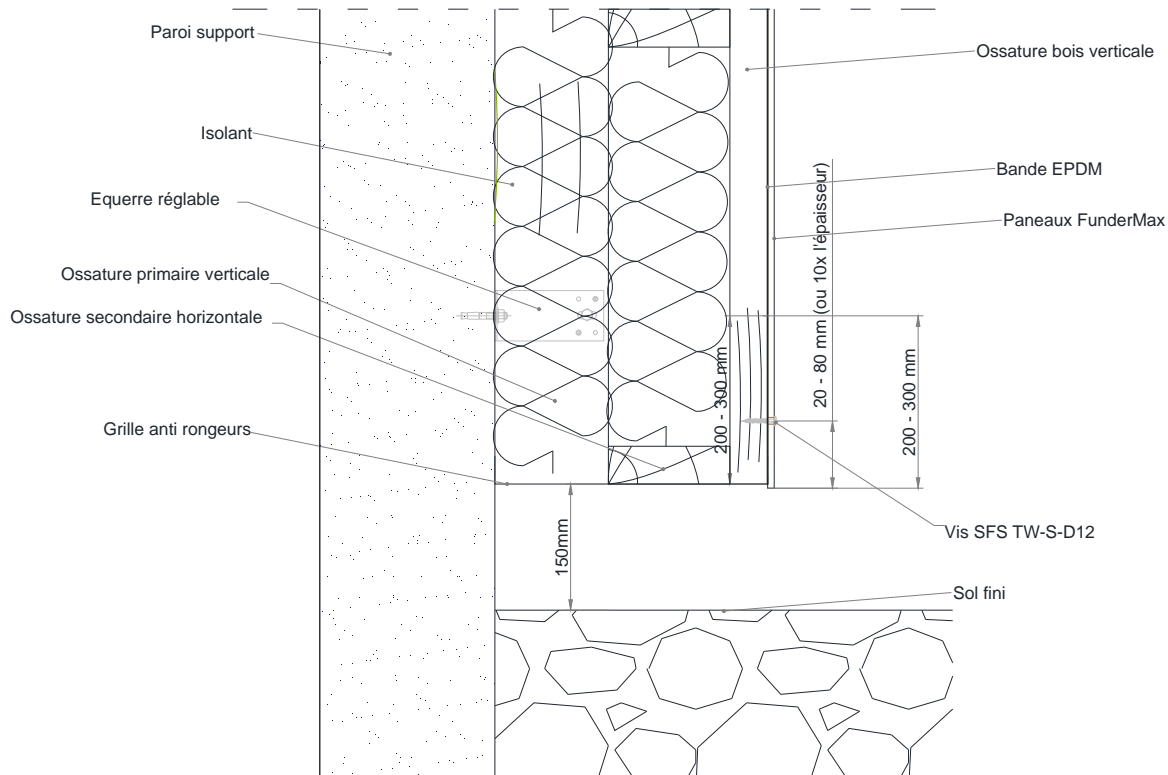 Paroi support
Ossature bois verticale
Isolant
Bande EPDM
Equerre réglable
Paneaux FunderMax
Ossature primaire verticale
Ossature secondaire horizontale
20 - 80 mm (ou 10x l'épaisseur)
200 - 300 mm
200 - 300 mm
Grille anti rongeurs
Vis SFS TW-S-D12
150mm
Sol fini